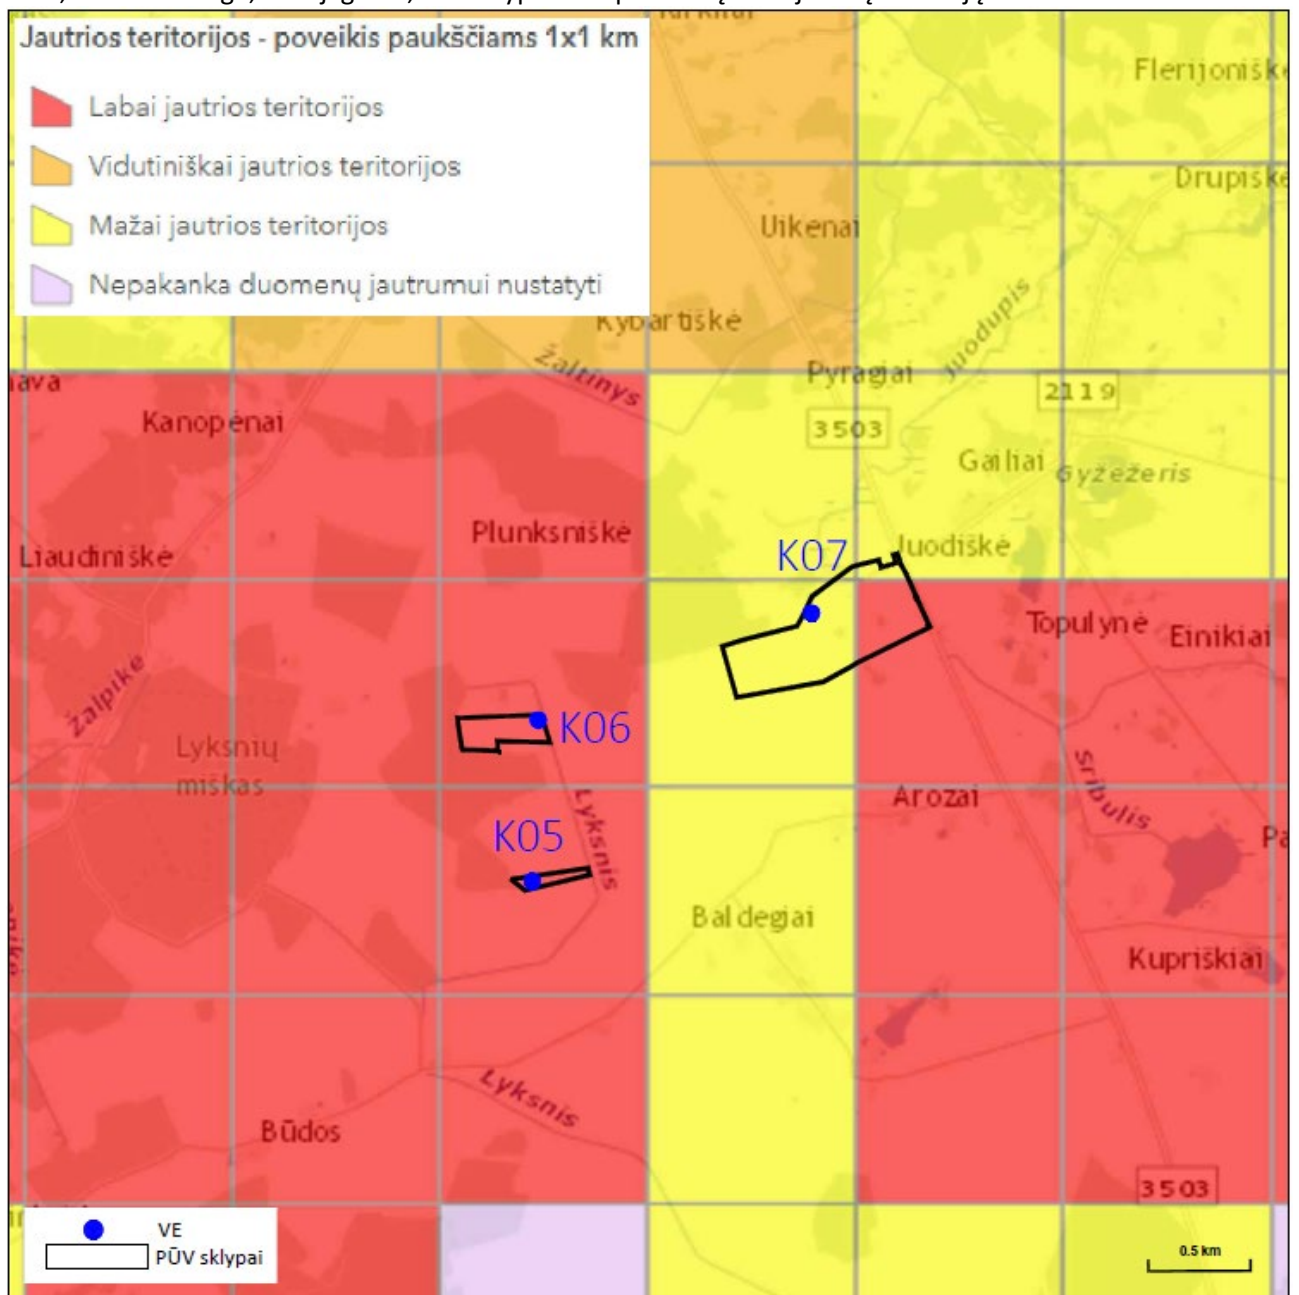 Jautrios teritorijos - poveikis paukščiams 1x1 km
Labai jautrios teritorijos
Vidutiniškai jautrios teritorijos
Mažai jautrios teritorijos
Nepakanka duomenų jautrumui nustatyti
Flerijonišk
Drupiške
Uikenai
Kybartiškė
Žaltinys
Juodupis
Pyragiai
2119
3503
Kanopėnai
Gailiai
Gyžežeris
Plunksniškė
Liaudiniškė
K07
Juodiškė
Topulynė
Einikiai
Žalpikė
K06
Lyksnių
miškas
Sribulis
Arozai
K05
Lyksnis
Baldegiai
Kupriškiai
Lyksnis
Būdos
3503
VE
PŪV sklypai
0.5 km